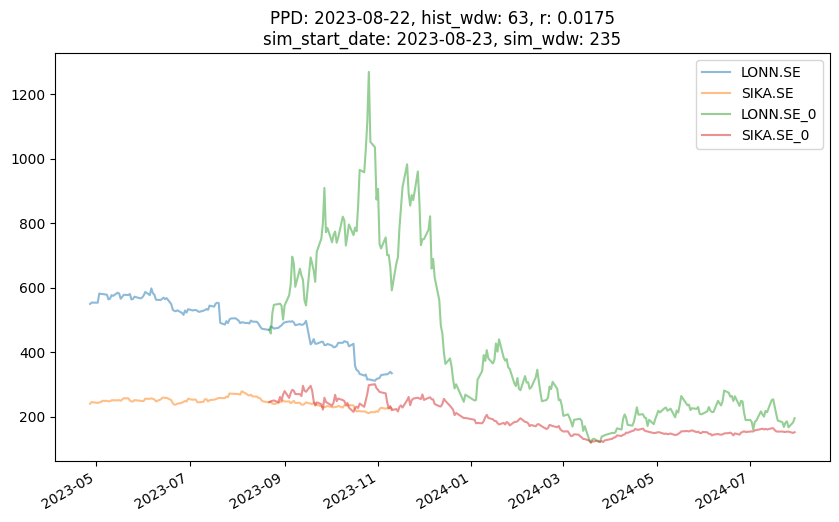 PPD: 2023-08-22, hist_wdw: 63, r: 0.0175
sim_start_date: 2023-08-23, sim_wdw: 235
LONN.SE
SIKA.SE
LONN.SE_0
SIKA.SE_0
1200
1000
800
600
400
200
2023-05
2023-07
2023-09
2023-11
2024-01
2024-03
2024-05
2024-07